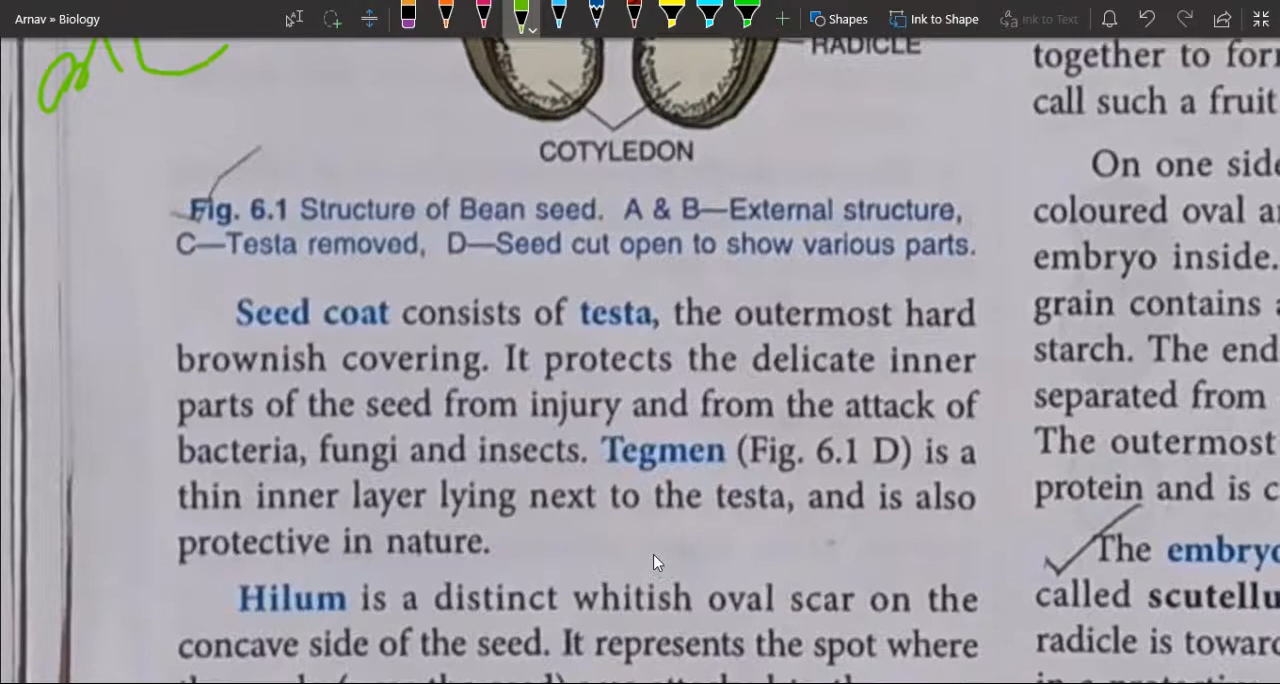 Arnav » Biology
Shapes
Ink to Shape
Ink to Text
RADICLE
COTYLEDON
Fig. 6.1 Structure of Bean seed. A & B—External structure,
C—Testa removed, D—Seed cut open to show various parts.
Seed coat consists of testa, the outermost hard
brownish covering. It protects the delicate inner
parts of the seed from injury and from the attack of
bacteria, fungi and insects. Tegmen (Fig. 6.1 D) is a
thin inner layer lying next to the testa, and is also
protective in nature.
Hilum is a distinct whitish oval scar on the
concave side of the seed. It represents the spot where
together to for
call such a fruit
On one side
coloured oval a
embryo inside.
grain contains
starch. The end
separated from
The outermost
protein and is c
The embryo
called scutellu
radicle is towar